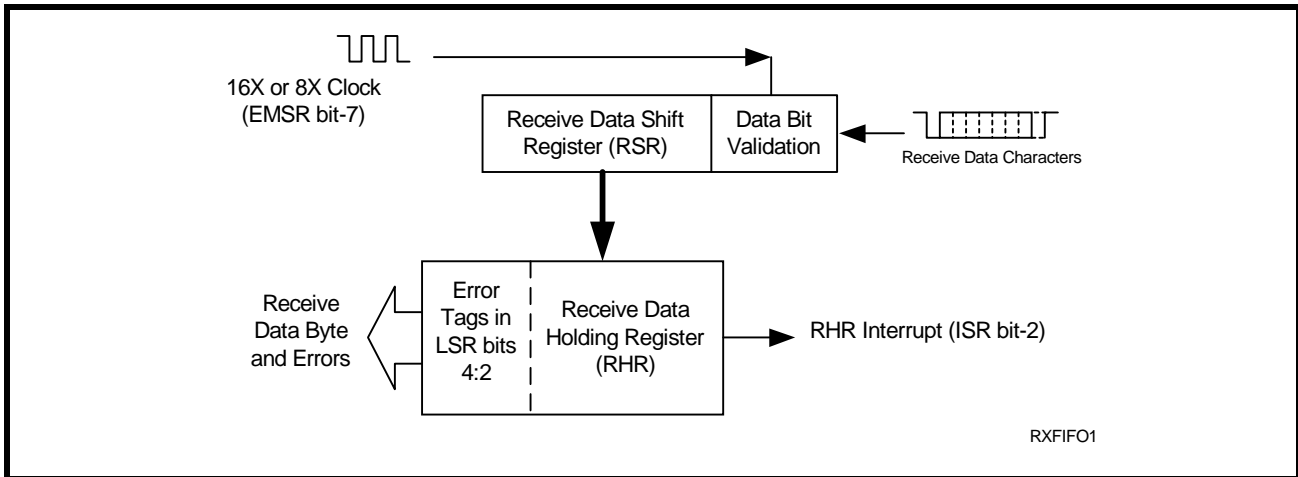 16X or 8X Clock
(EMSR bit-7)
Receive Data Shift
Register (RSR)
Data Bit
Validation
Receive Data Characters
Receive
Data Byte
and Errors
Error
Tags in
LSR bits
4:2
Receive Data
Holding Register
(RHR)
RHR Interrupt (ISR bit-2)
RXFIFO1